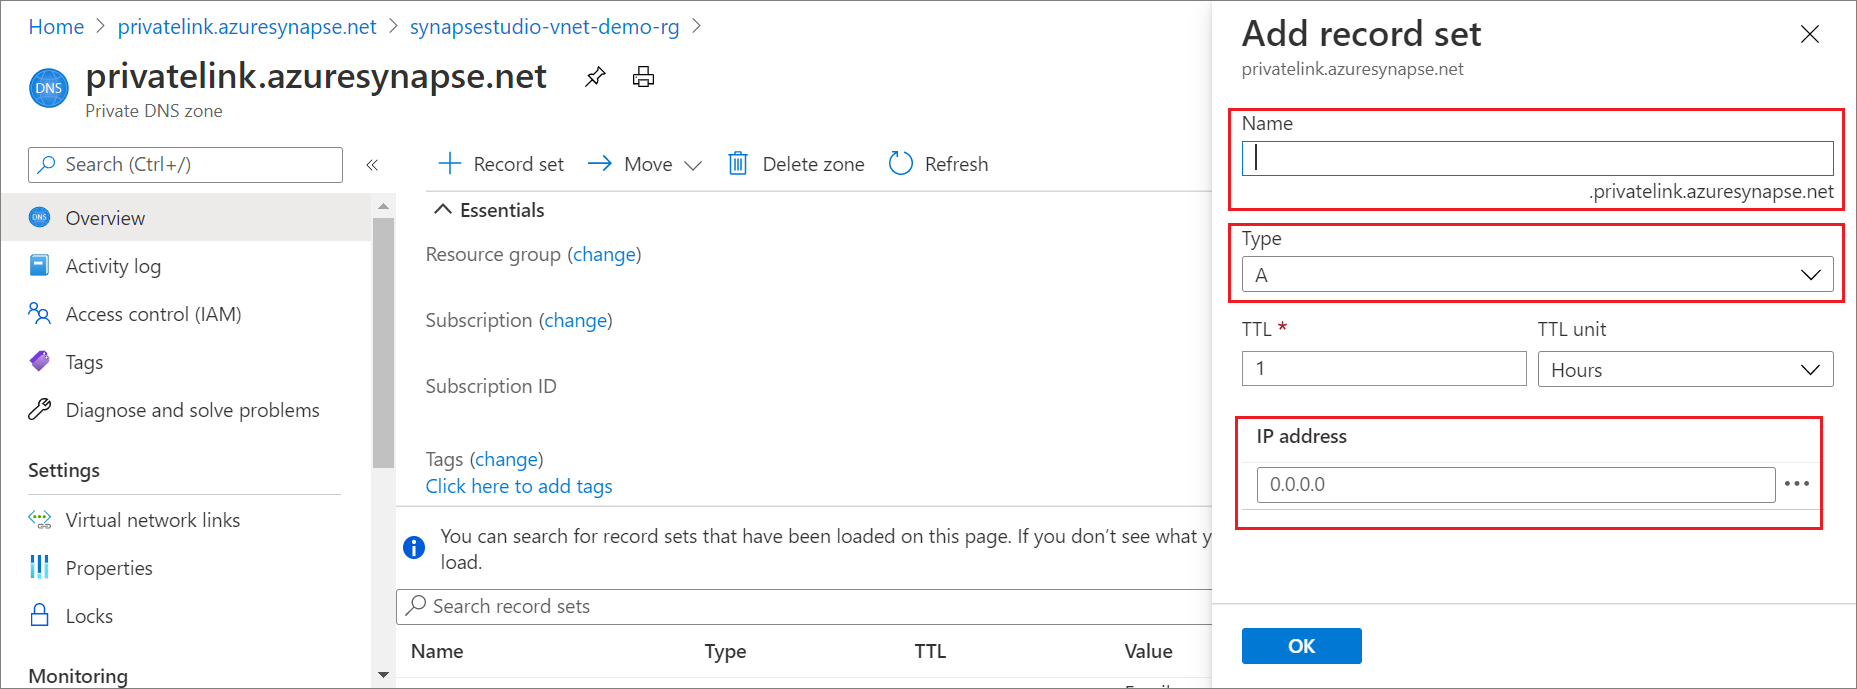 Home > privatelink.azuresynapse.net > synapsestudio-vnet-demo-rg >
DNS
privatelink.azuresynapse.net
Private DNS zone
Search (Ctrl+/)
«
DNS Overview
Activity log
Access control (IAM)
Tags
Diagnose and solve problems
Settings
Virtual network links
Properties
Locks
Monitoring
Record set
Move
Delete zone
Refresh
Essentials
Resource group (change)
Subscription (change)
Subscription ID
Tags (change)
Click here to add tags
You can search for record sets that have been loaded on this page. If you don't see what y
load.
Search record sets
Name Type TTL Value
Add record set
privatelink.azuresynapse.net
Name
.privatelink.azuresynapse.net
Type
A
TTL * TTL unit
1 Hours
IP address
0.0.0.0
OK